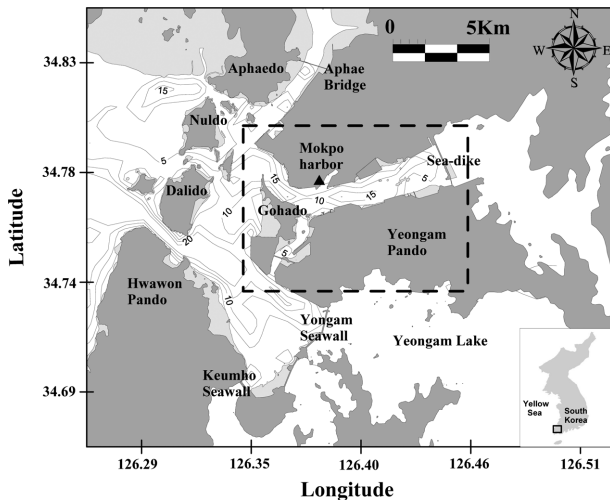 0 5Km
N
W E
S
34.83
34.78
34.74
34.69
Latitude
Aphaedo
Aphae
Bridge
15
Nuldo
Mokpo
harbor
Sea-dike
5
15
5
10
15
Dalido
10
Gohado
20
5
Yeongam
Pando
Hwawon
Pando
10
Yongam
Seawall
Yeongam Lake
Keumho
Seawall
Yellow
Sea
South
Korea
126.29 126.35 126.40 126.46 126.51
Longitude